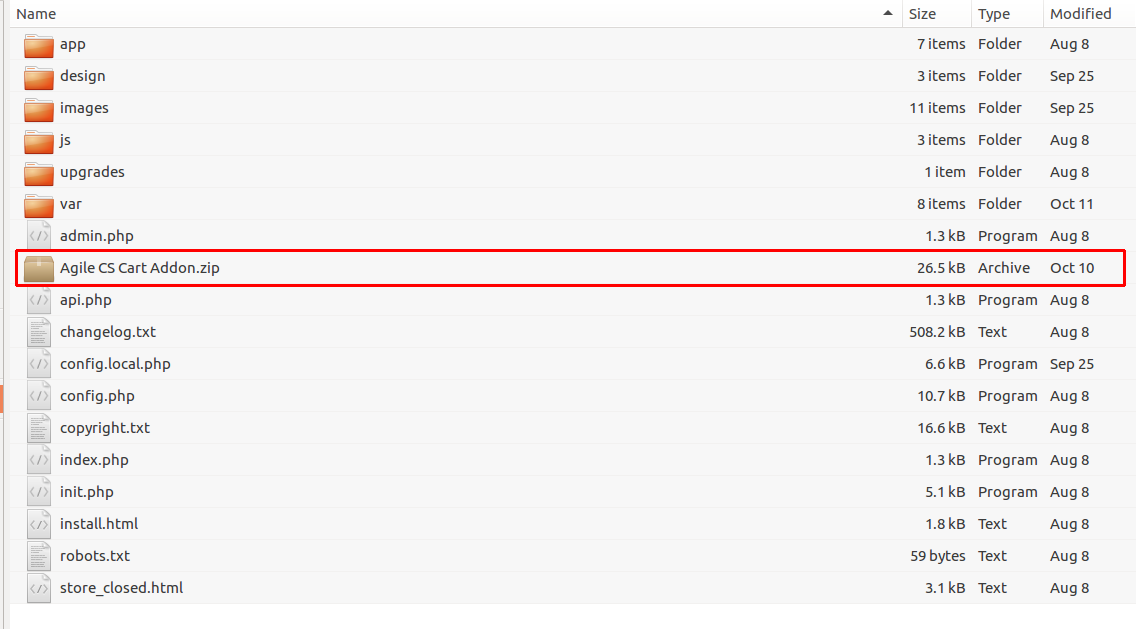 Name Size Type Modified
app 7 items Folder Aug 8
design 3 items Folder Sep 25
images 11 items Folder Sep 25
js 3 items Folder Aug 8
upgrades 1 item Folder Aug 8
var 8 items Folder Oct 11
admin.php 1.3 kB Program Aug 8
Agile CS Cart Addon.zip 26.5 kB Archive Oct 10
api.php 1.3 kB Program Aug 8
changelog.txt 508.2 kB Text Aug 8
config.local.php 6.6 kB Program Sep 25
config.php 10.7 kB Program Aug 8
copyright.txt 16.6 kB Text Aug 8
index.php 1.3 kB Program Aug 8
init.php 5.1 kB Program Aug 8
install.html 1.8 kB Text Aug 8
robots.txt 59 bytes Text Aug 8
store_closed.html 3.1 kB Text Aug 8